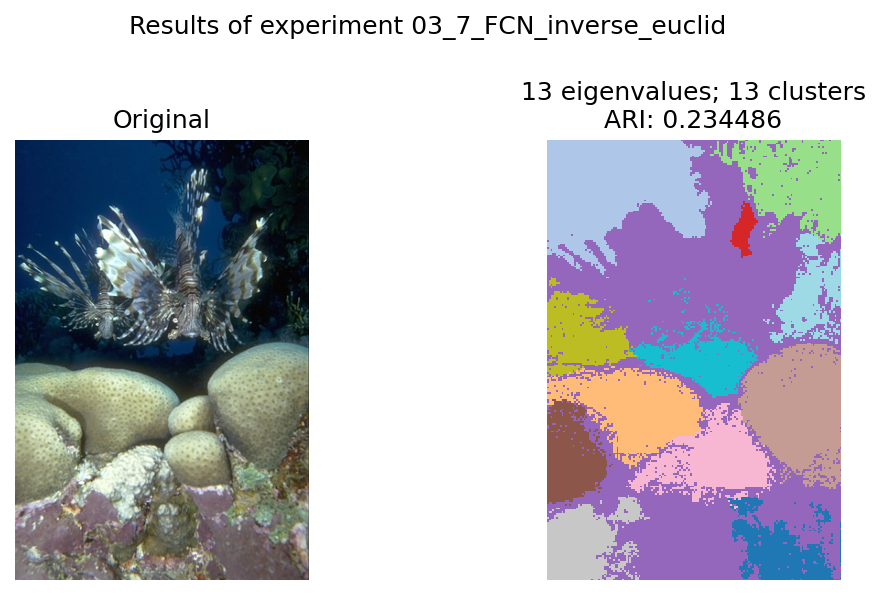 Results of experiment 03_7_FCN_inverse_euclid
Original
13 eigenvalues; 13 clusters
ARI: 0.234486